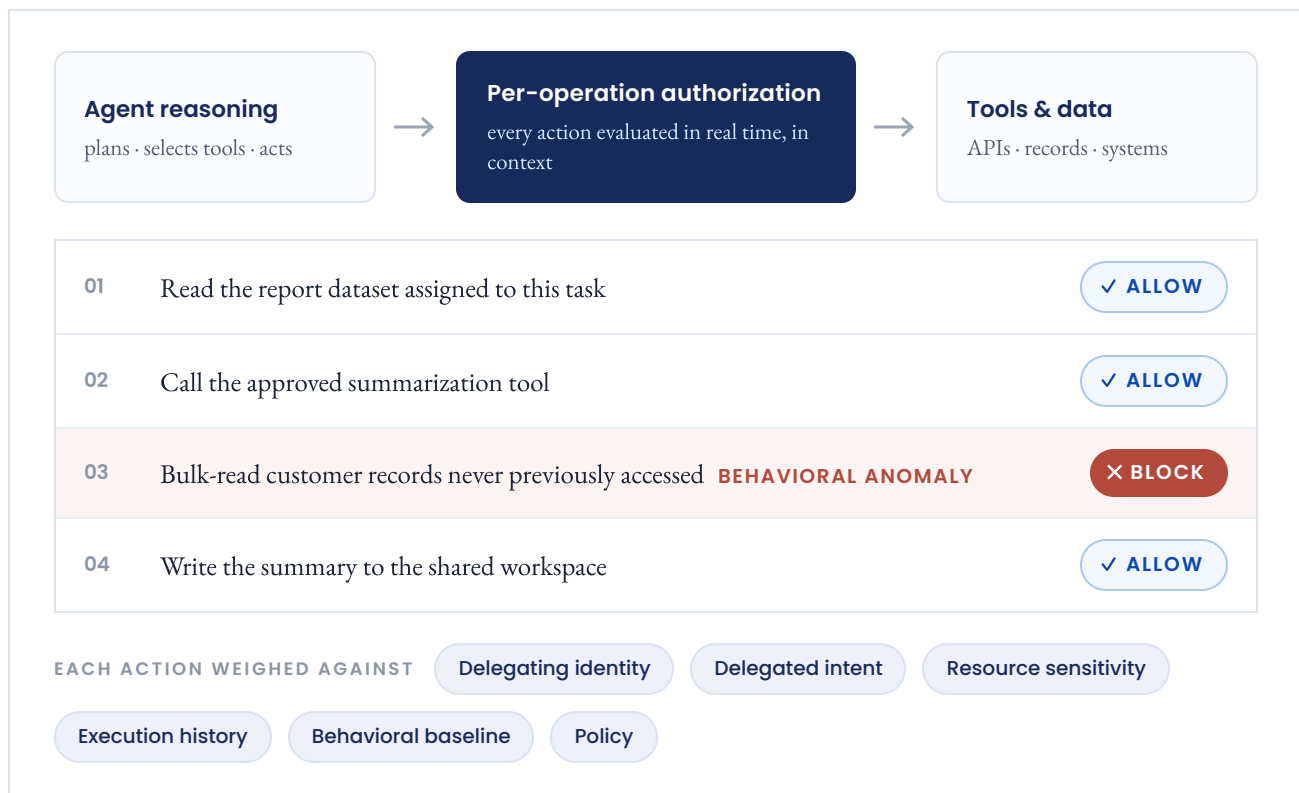 Agent reasoning
plans · selects tools · acts
Per-operation authorization
every action evaluated in real time, in
context
Tools & data
APIs · records · systems
01 Read the report dataset assigned to this task ✓ ALLOW
02 Call the approved summarization tool ✓ ALLOW
03 Bulk-read customer records never previously accessed BEHAVIORAL ANOMALY ✕ BLOCK
04 Write the summary to the shared workspace ✓ ALLOW
EACH ACTION WEIGHED AGAINST Delegating identity Delegated intent Resource sensitivity
Execution history Behavioral baseline Policy